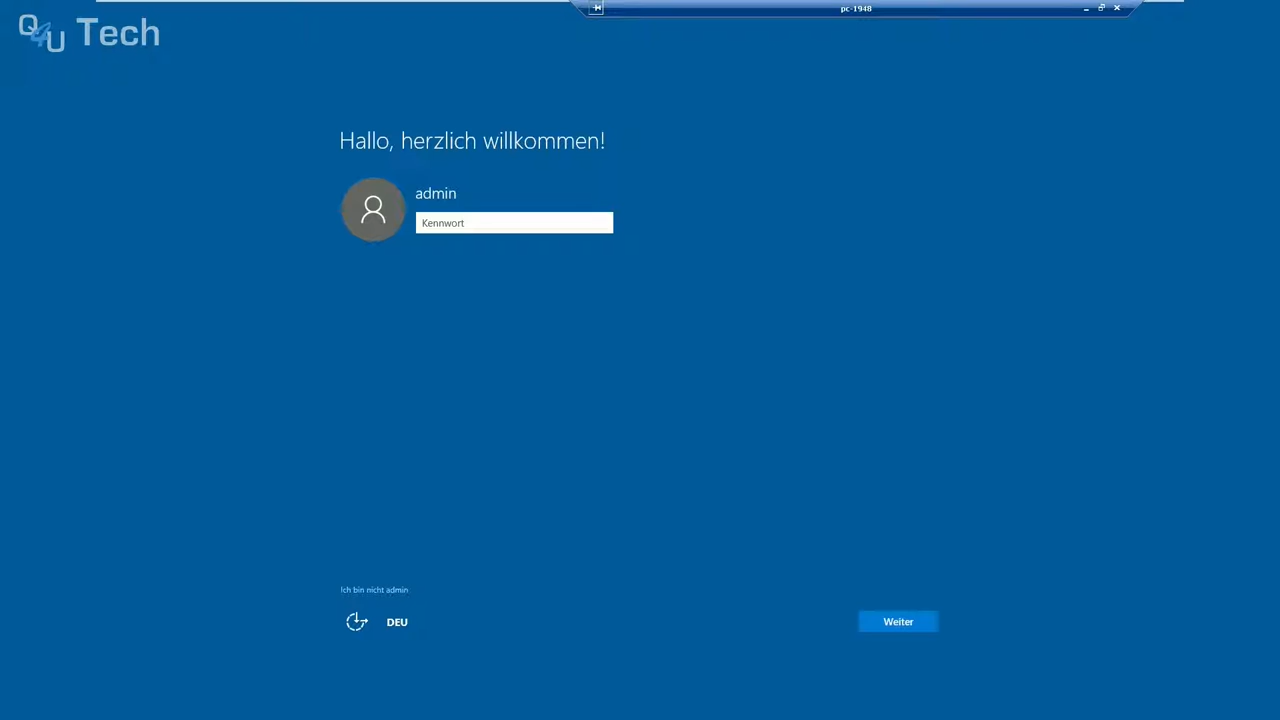 Q4U Tech
pc-1948
Hallo, herzlich willkommen!
admin
Kennwort
Ich bin nicht admin
DEU
Weiter